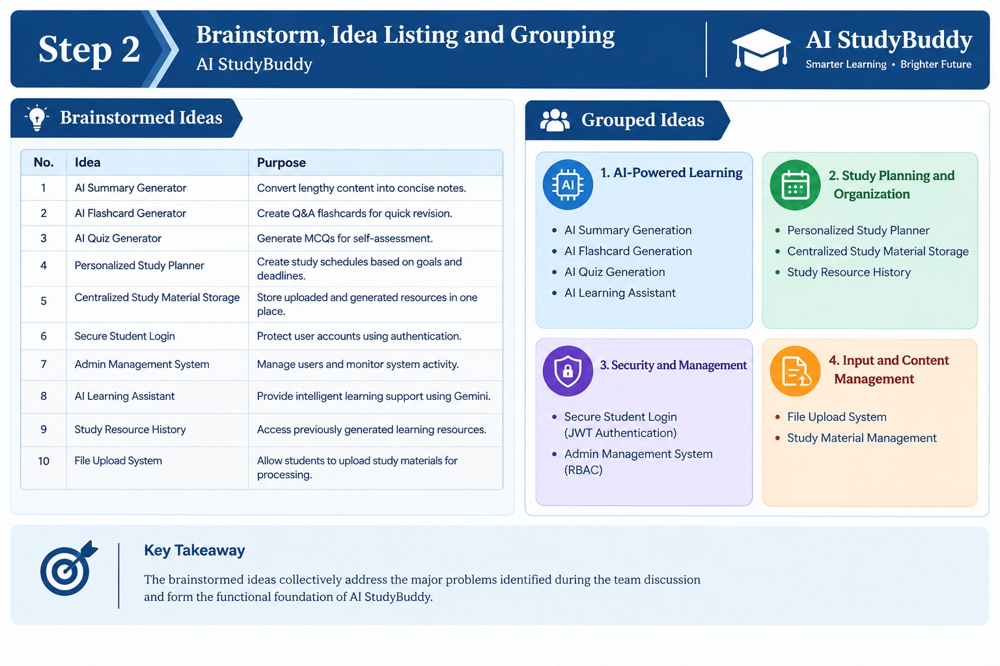 Step 2
Brainstorm, Idea Listing and Grouping
AI StudyBuddy
AI StudyBuddy
Smarter Learning • Brighter Future
Brainstormed Ideas
No. Idea Purpose
1 AI Summary Generator Convert lengthy content into concise notes.
2 AI Flashcard Generator Create Q&A flashcards for quick revision.
3 AI Quiz Generator Generate MCQs for self-assessment.
4 Personalized Study Planner Create study schedules based on goals and
deadlines.
5 Centralized Study Material Storage Store uploaded and generated resources in one
place.
6 Secure Student Login Protect user accounts using authentication.
7 Admin Management System Manage users and monitor system activity.
8 AI Learning Assistant Provide intelligent learning support using Gemini.
9 Study Resource History Access previously generated learning resources.
10 File Upload System Allow students to upload study materials for
processing.
Grouped Ideas
AI
1. AI-Powered Learning
• AI Summary Generation
• AI Flashcard Generation
• AI Quiz Generation
• AI Learning Assistant
2. Study Planning and
Organization
• Personalized Study Planner
• Centralized Study Material Storage
• Study Resource History
3. Security and Management
• Secure Student Login
(JWT Authentication)
• Admin Management System
(RBAC)
4. Input and Content
Management
• File Upload System
• Study Material Management
Key Takeaway
The brainstormed ideas collectively address the major problems identified during the team discussion
and form the functional foundation of AI StudyBuddy.